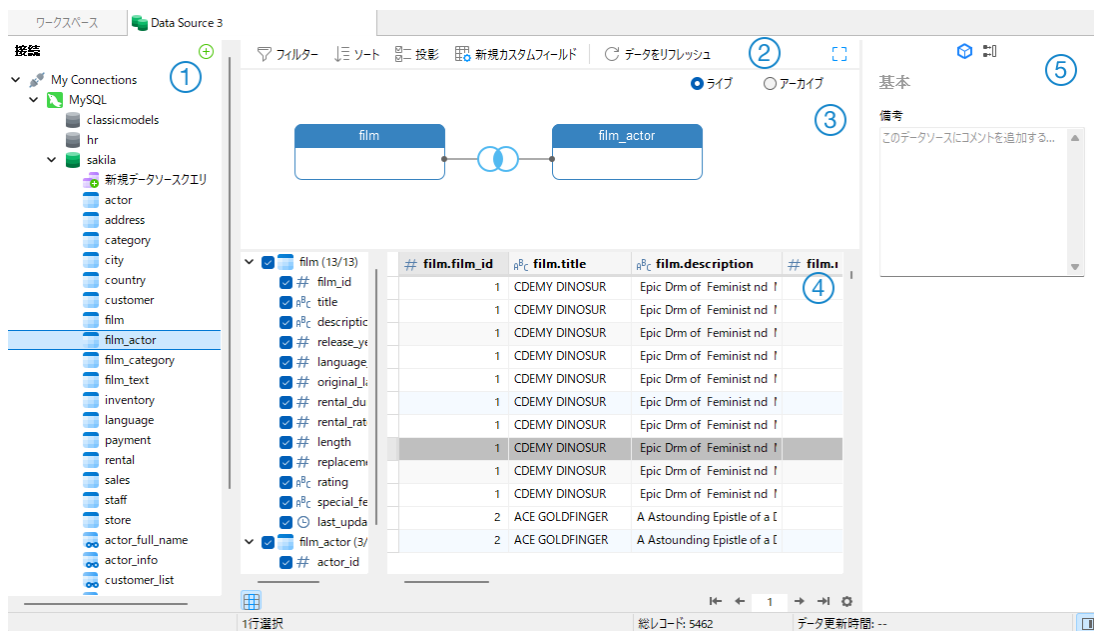 ワークスペース
Data Source 3
接続
①
My Connections
MySQL
classicmodels
hr
sakila
新規データソースクエリ
actor
address
category
city
country
customer
film
film_actor
film_category
film_text
inventory
language
payment
rental
sales
staff
store
actor_full_name
actor_info
customer_list
フィルター
ソート
投影
新規カスタムフィールド
データをリフレッシュ
②
ライブ
アーカイブ
③
film
film_actor
film (13/13)
# film_id
ABC title
ABC descriptic
# release_ye
# language_
# original_la
# rental_du
# rental_rat
# length
# replaceme
ABC rating
ABC special_fe
last_upda
film_actor (3/
# actor_id
# film.film_id ABC film.title ABC film.description # film.r
④
1 CDEMY DINOSUR Epic Drm of Feminist nd M
1 CDEMY DINOSUR Epic Drm of Feminist nd M
1 CDEMY DINOSUR Epic Drm of Feminist nd M
1 CDEMY DINOSUR Epic Drm of Feminist nd M
1 CDEMY DINOSUR Epic Drm of Feminist nd M
1 CDEMY DINOSUR Epic Drm of Feminist nd M
1 CDEMY DINOSUR Epic Drm of Feminist nd M
1 CDEMY DINOSUR Epic Drm of Feminist nd M
1 CDEMY DINOSUR Epic Drm of Feminist nd M
1 CDEMY DINOSUR Epic Drm of Feminist nd M
2 ACE GOLDFINGER A Astounding Epistle of a D
2 ACE GOLDFINGER A Astounding Epistle of a D
1
⑤
基本
備考
このデータソースにコメントを追加する...
1行選択
総レコード: 5462
データ更新時間: --